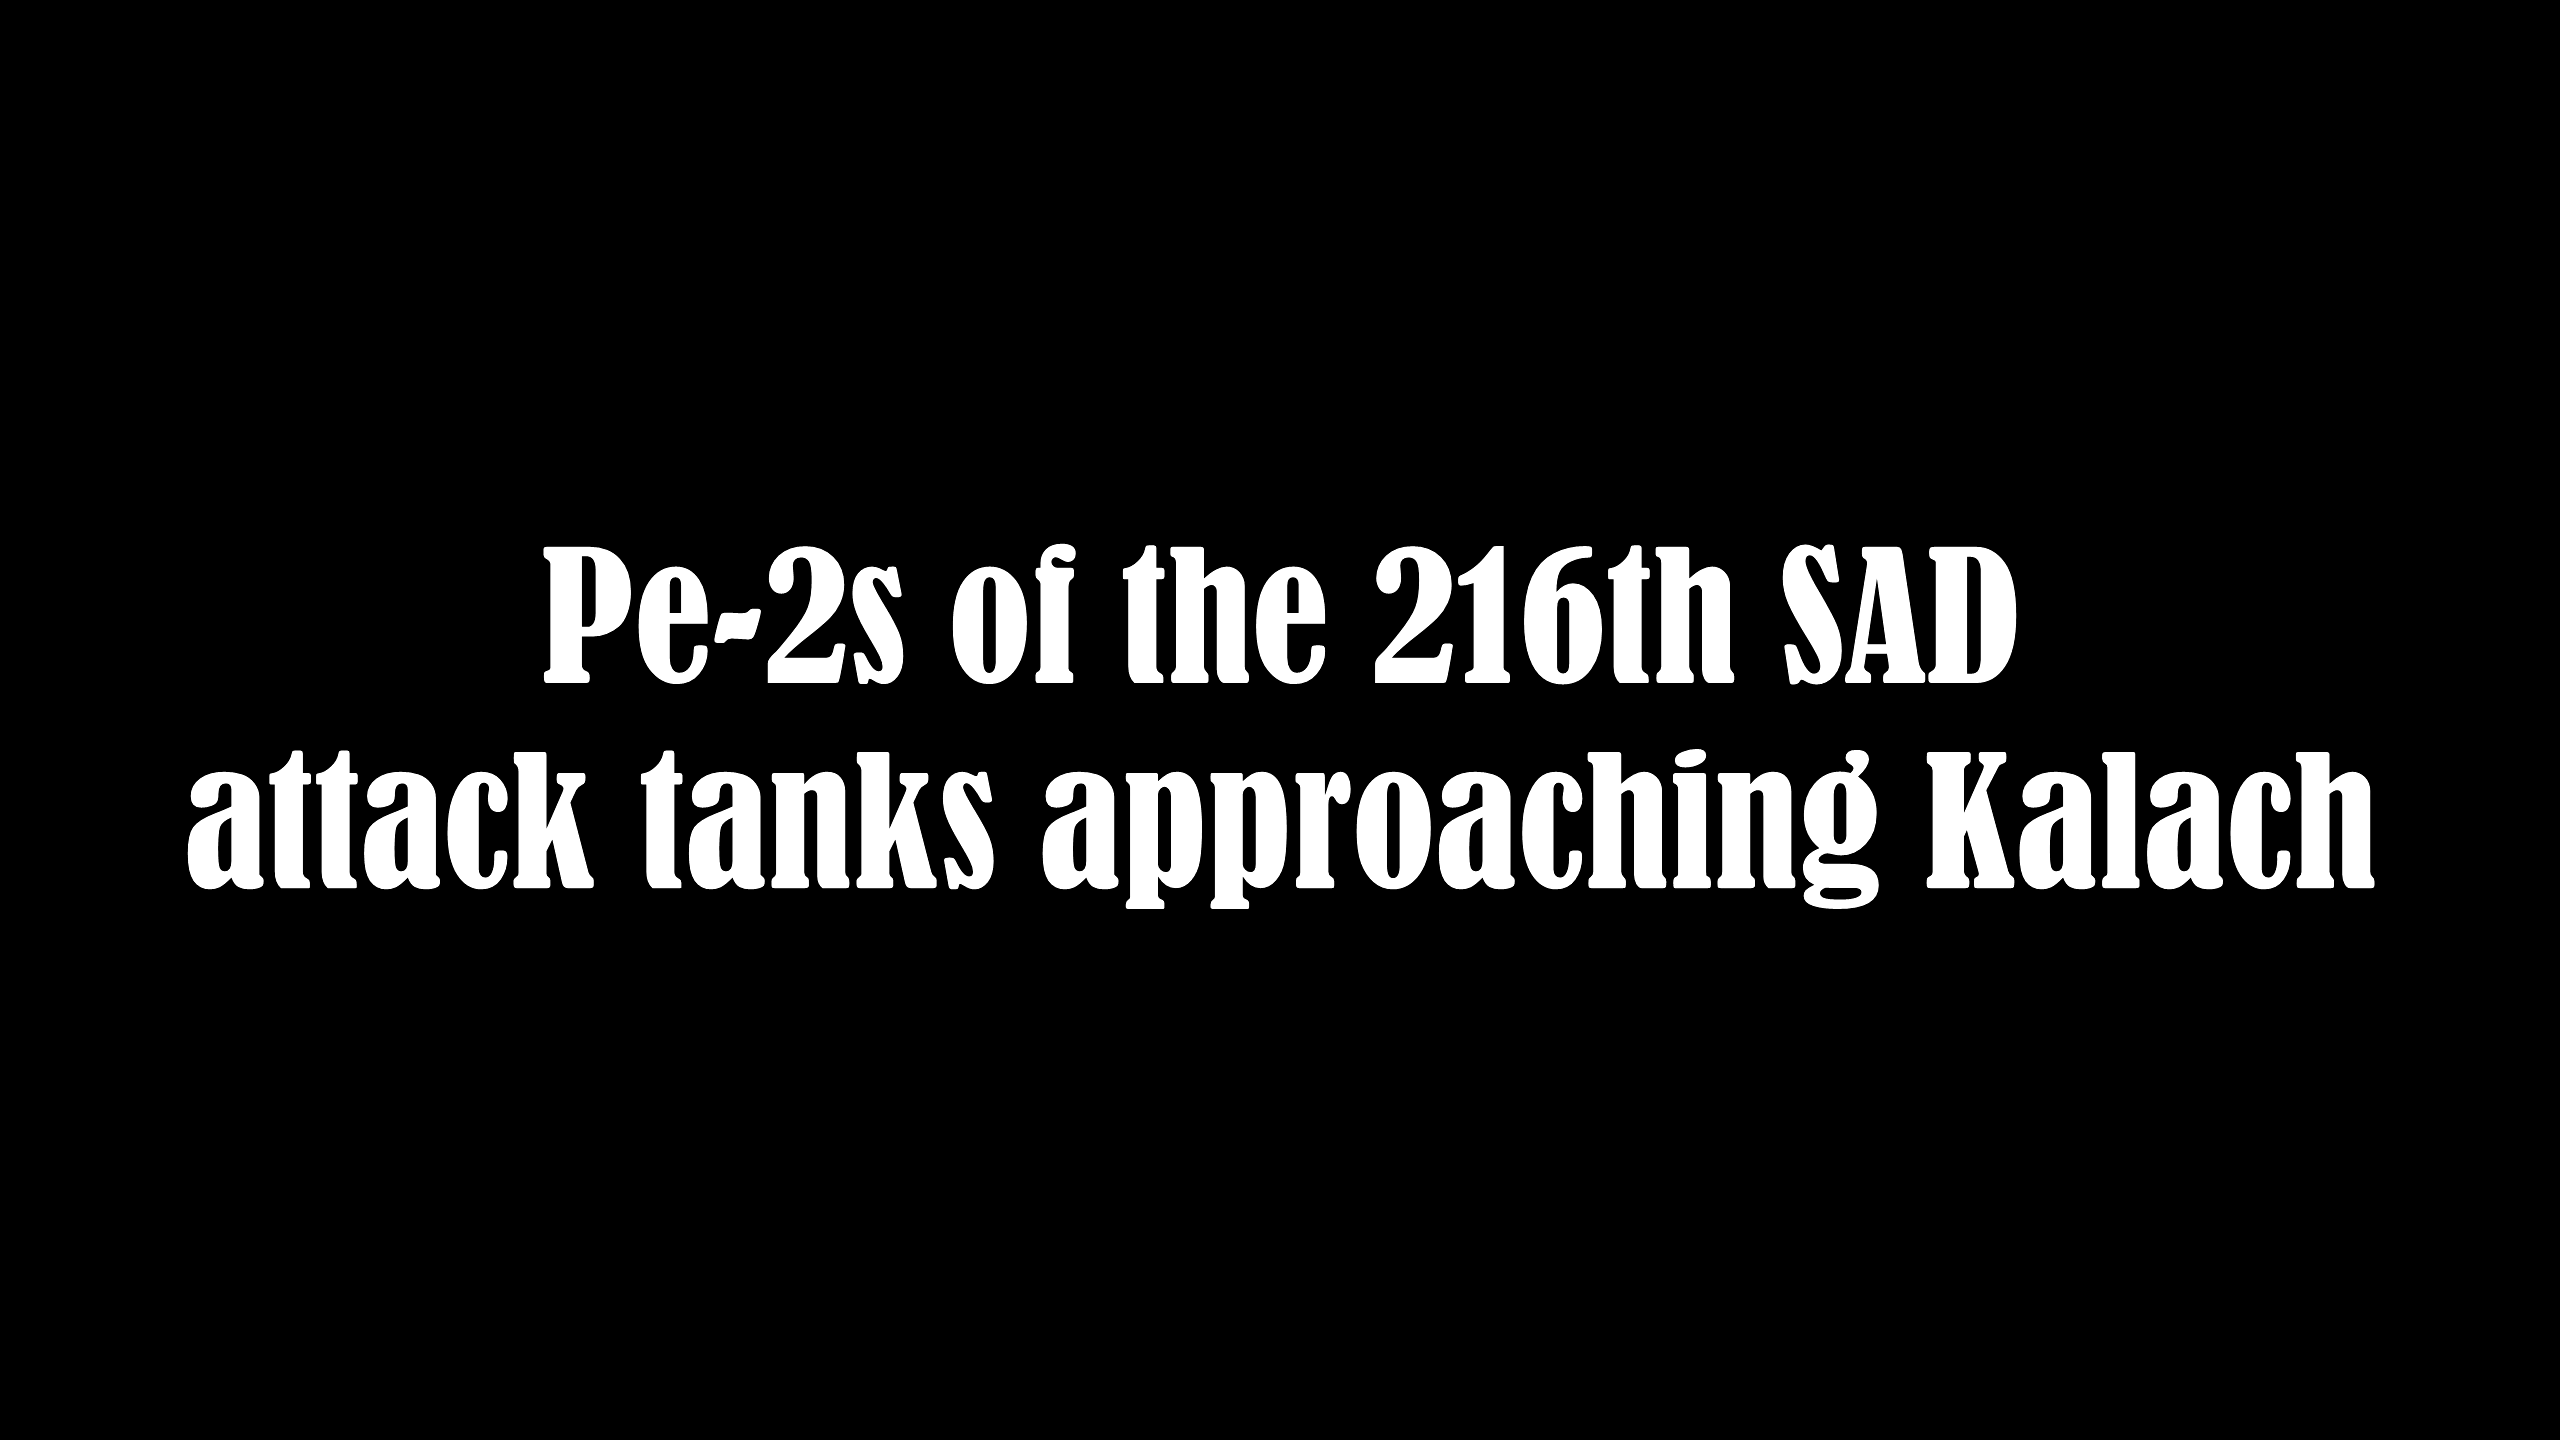 Pe-2s of the 216th SAD
attack tanks approaching Kalach